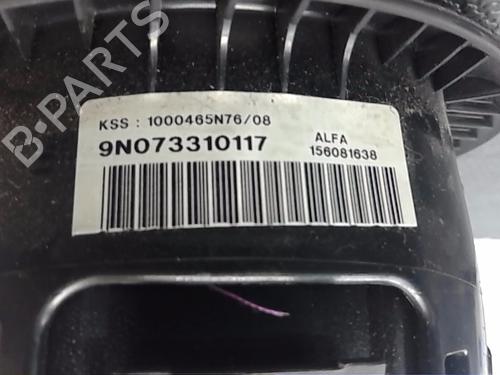 B-PARTS
KSS : 1000465N76/08
9N073310117
ALFA
156081638